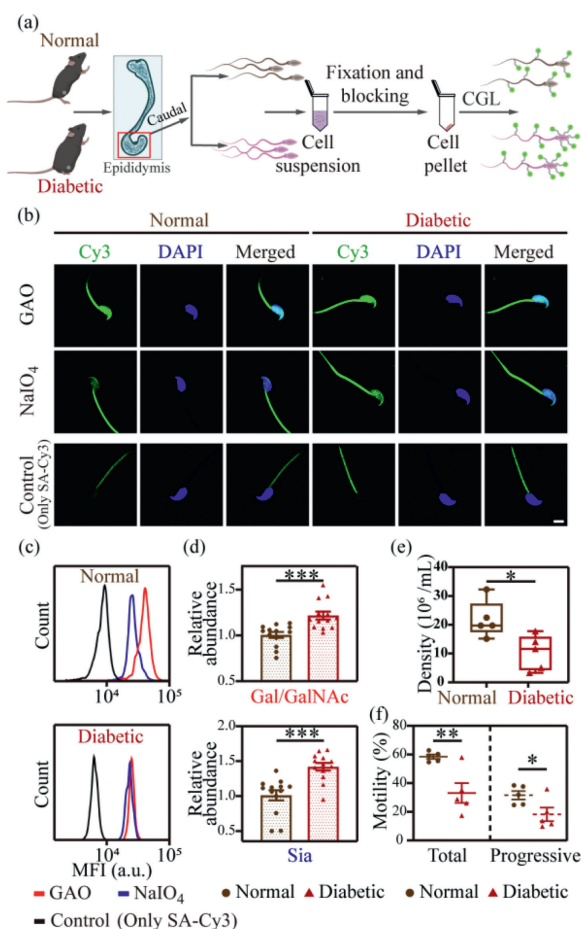 (a)
Normal
Diabetic
Caudal
Epididymis
Cell
suspension
Fixation and
blocking
Cell
pellet
CGL
(b)
Normal
Diabetic
Cy3
DAPI
Merged
Cy3
DAPI
Merged
GAO
NaIO4
Control
(Only SA-Cy3)
(c)
Normal
Count
10⁴
10⁵
Diabetic
Count
10⁴
10⁵
MFI (a.u.)
GAO
NaIO4
Control (Only SA-Cy3)
(d)
***
Relative
abundance
1.5
1.0
0.5
Gal/GalNAc
***
Relative
abundance
2.0
1.5
1.0
0.5
Sia
Normal
Diabetic
(e)
*
Density (10⁶ /mL)
40
30
20
10
0
Normal
Diabetic
(f)
Motility (%)
80
60
40
20
0
**
*
Total
Progressive
Normal
Diabetic